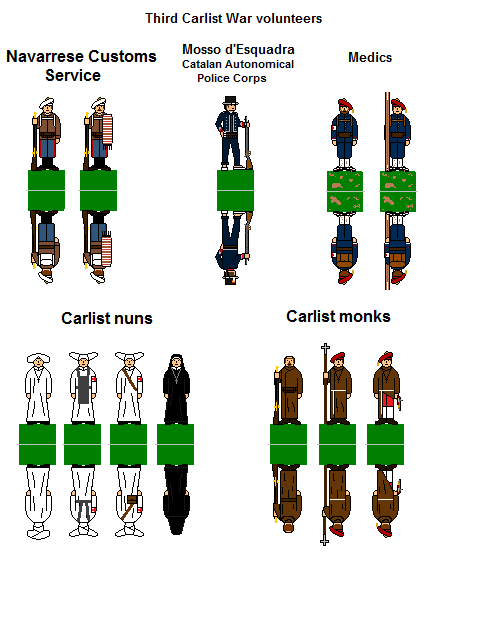 Third Carlist War volunteers
Navarrese Customs
Service
Mosso d'Esquadra
Catalan Autonomical
Police Corps
Medics
Carlist nuns
Carlist monks